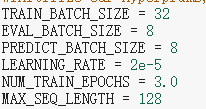 TRAIN_BATCH_SIZE = 32
EVAL_BATCH_SIZE = 8
PREDICT_BATCH_SIZE = 8
LEARNING_RATE = 2e-5
NUM_TRAIN_EPOCHS = 3.0
MAX_SEQ_LENGTH = 128